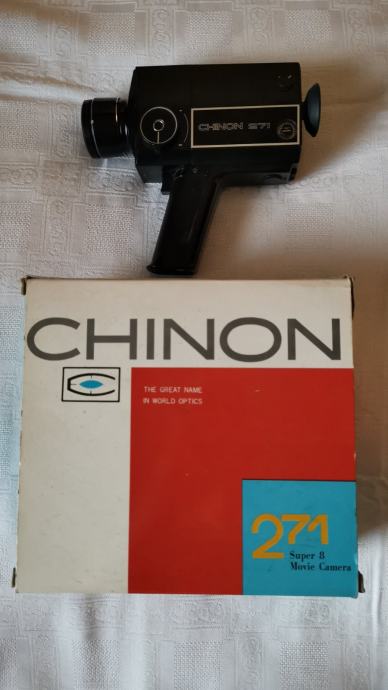 CHINON 271
CHINON
THE GREAT NAME
IN WORLD OPTICS
271
Super 8
Movie Camera